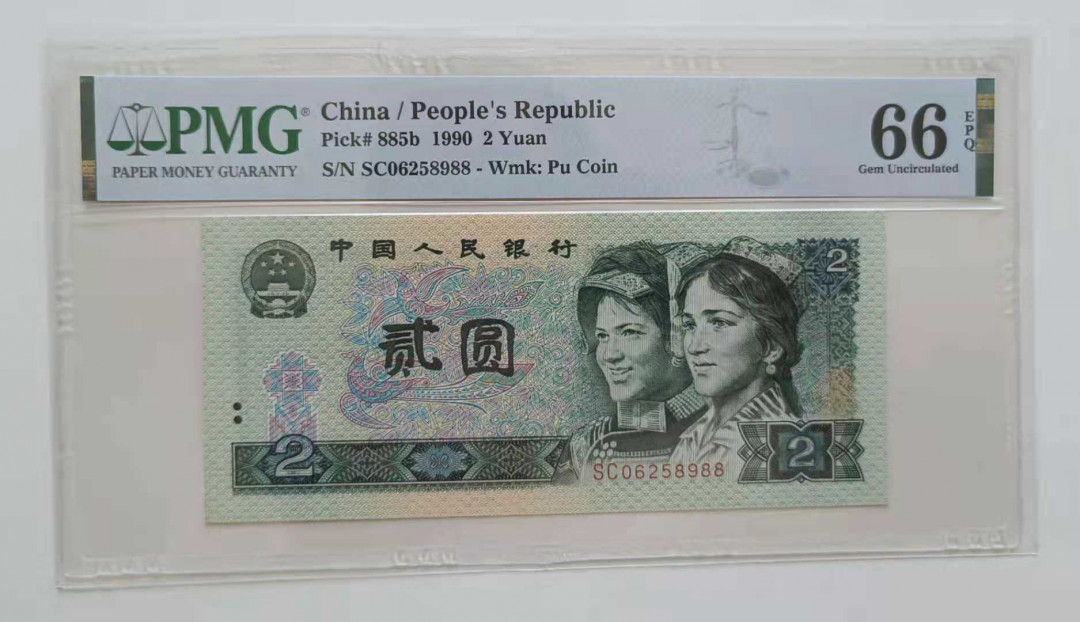 PMG®
PAPER MONEY GUARANTY
China / People's Republic
Pick# 885b 1990 2 Yuan
S/N SC06258988 - Wmk: Pu Coin
66
EPQ
Gem Uncirculated
中国人民银行
2
贰圆
2
2
SC06258988